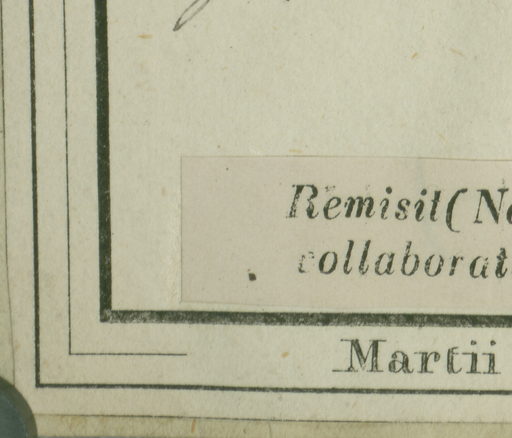 Remisit (N
collaborat
Martii